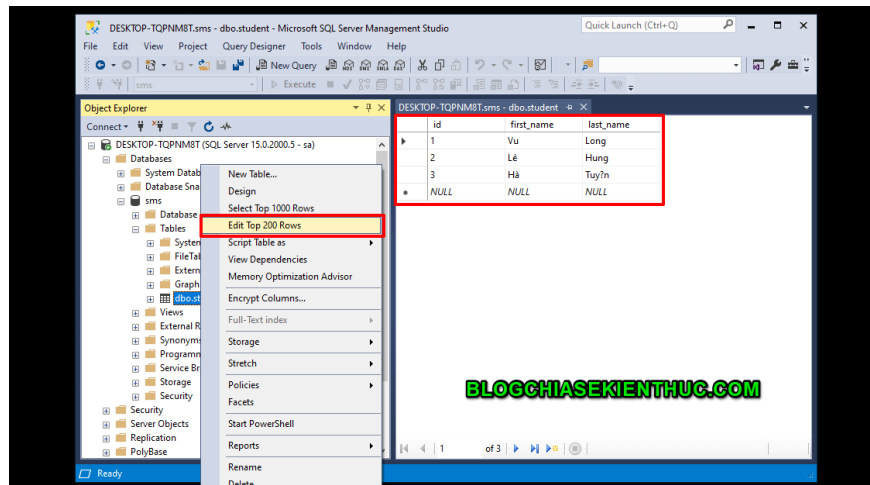 DESKTOP-TQPNM8T.sms - dbo.student - Microsoft SQL Server Management Studio
Quick Launch (Ctrl+Q)
File Edit View Project Query Designer Tools Window Help
New Query
sms
Execute
Object Explorer
Connect
DESKTOP-TQPNM8T (SQL Server 15.0.2000.5 - sa)
Databases
System Datab
Database Sna
sms
Database
Tables
System
FileTal
Extern
Graph
dbo.st
Views
External R
Synonyms
Programm
Service Br
Storage
Security
Security
Server Objects
Replication
PolyBase
New Table...
Design
Select Top 1000 Rows
Edit Top 200 Rows
Script Table as
View Dependencies
Memory Optimization Advisor
Encrypt Columns...
Full-Text index
Storage
Stretch
Policies
Facets
Start PowerShell
Reports
Rename
Delete
DESKTOP-TQPNM8T.sms - dbo.student
id first_name last_name
1 Vu Long
2 Lê Hung
3 Hà Tuy?n
NULL NULL NULL
BLOGCHIASEKIENTHUC.COM
1 of 3
Ready